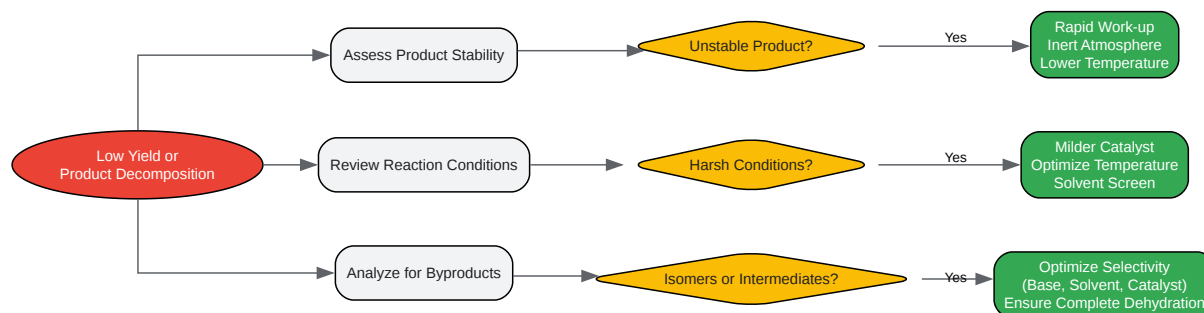 Low Yield or
Product Decomposition
Assess Product Stability
Unstable Product?
Yes
Rapid Work-up
Inert Atmosphere
Lower Temperature
Review Reaction Conditions
Harsh Conditions?
Yes
Milder Catalyst
Optimize Temperature
Solvent Screen
Analyze for Byproducts
Isomers or Intermediates?
Yes
Optimize Selectivity
(Base, Solvent, Catalyst)
Ensure Complete Dehydration